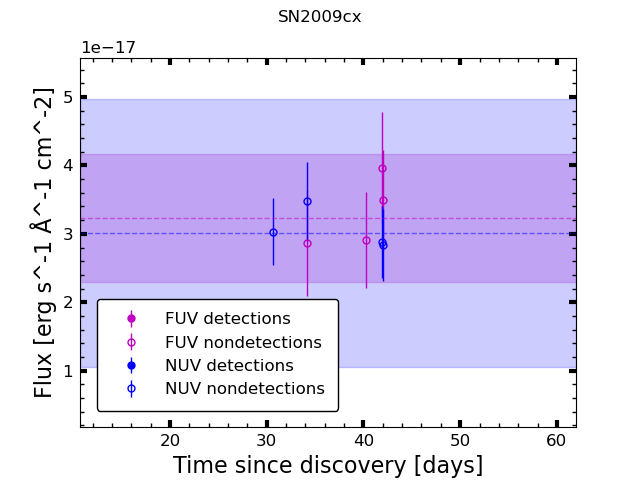 SN2009cx
1e−17
5
4
3
2
1
Flux [erg s^-1 Å^-1 cm^-2]
FUV detections
FUV nondetections
NUV detections
NUV nondetections
20 30 40 50 60
Time since discovery [days]